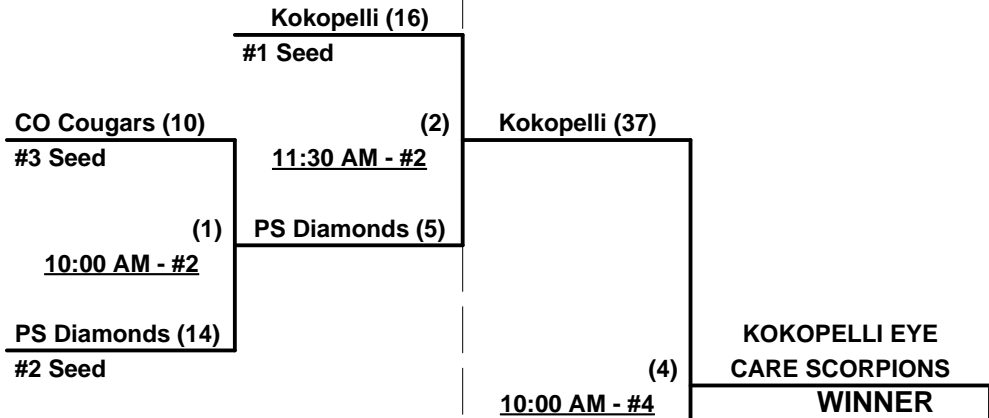 Kokopelli (16)
#1 Seed
CO Cougars (10)
(2)
Kokopelli (37)
#3 Seed
11:30 AM - #2
(1)
PS Diamonds (5)
10:00 AM - #2
PS Diamonds (14)
KOKOPELLI EYE
#2 Seed
(4)
CARE SCORPIONS
10:00 AM - #4
WINNER